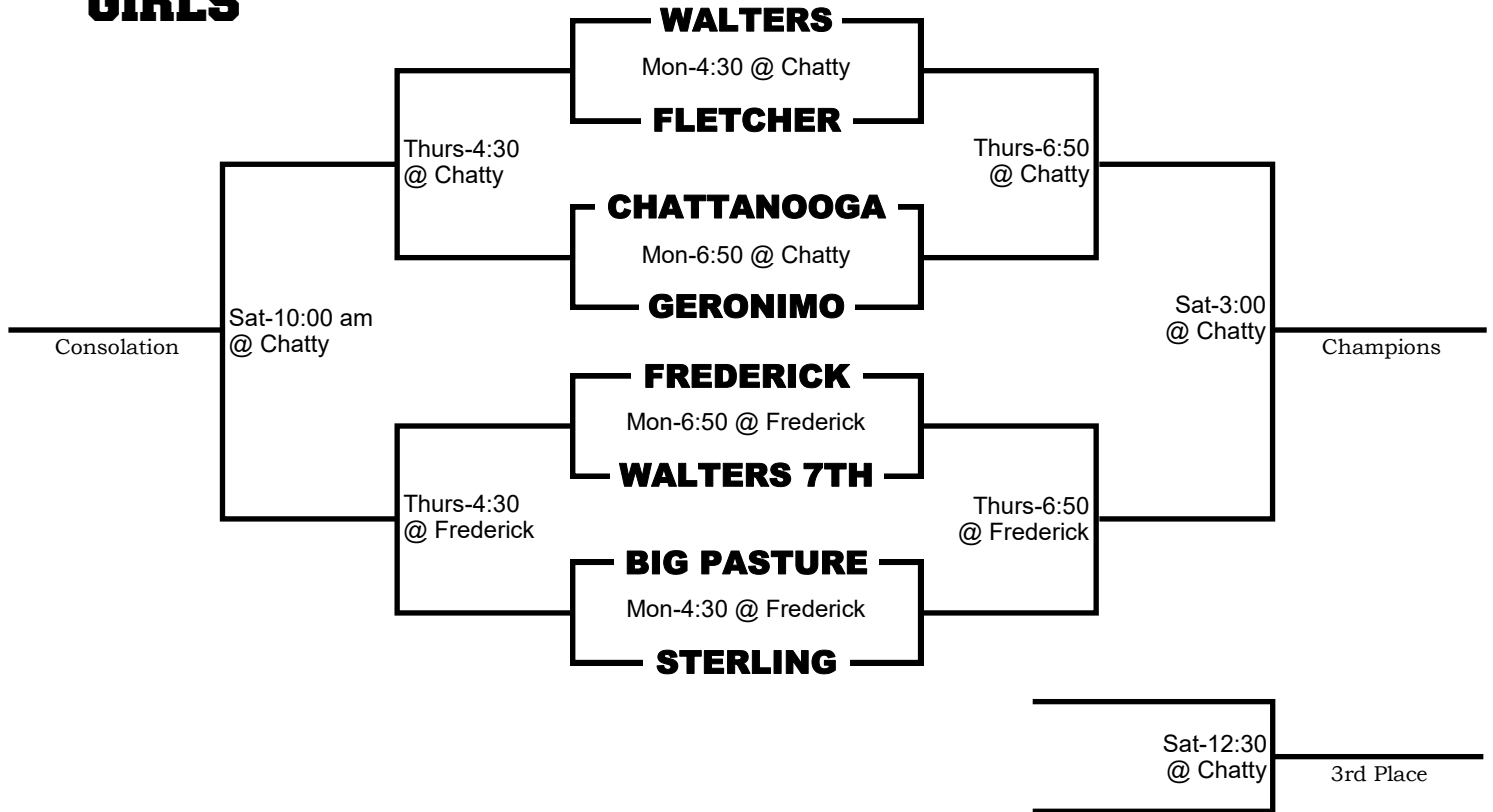 GIRLS
WALTERS
Mon-4:30 @ Chatty
FLETCHER
Thurs-4:30
@ Chatty
Thurs-6:50
@ Chatty
CHATTANOOGA
Mon-6:50 @ Chatty
GERONIMO
Sat-10:00 am
@ Chatty
Consolation
Sat-3:00
@ Chatty
Champions
FREDERICK
Mon-6:50 @ Frederick
WALTERS 7TH
Thurs-4:30
@ Frederick
Thurs-6:50
@ Frederick
BIG PASTURE
Mon-4:30 @ Frederick
STERLING
Sat-12:30
@ Chatty
3rd Place